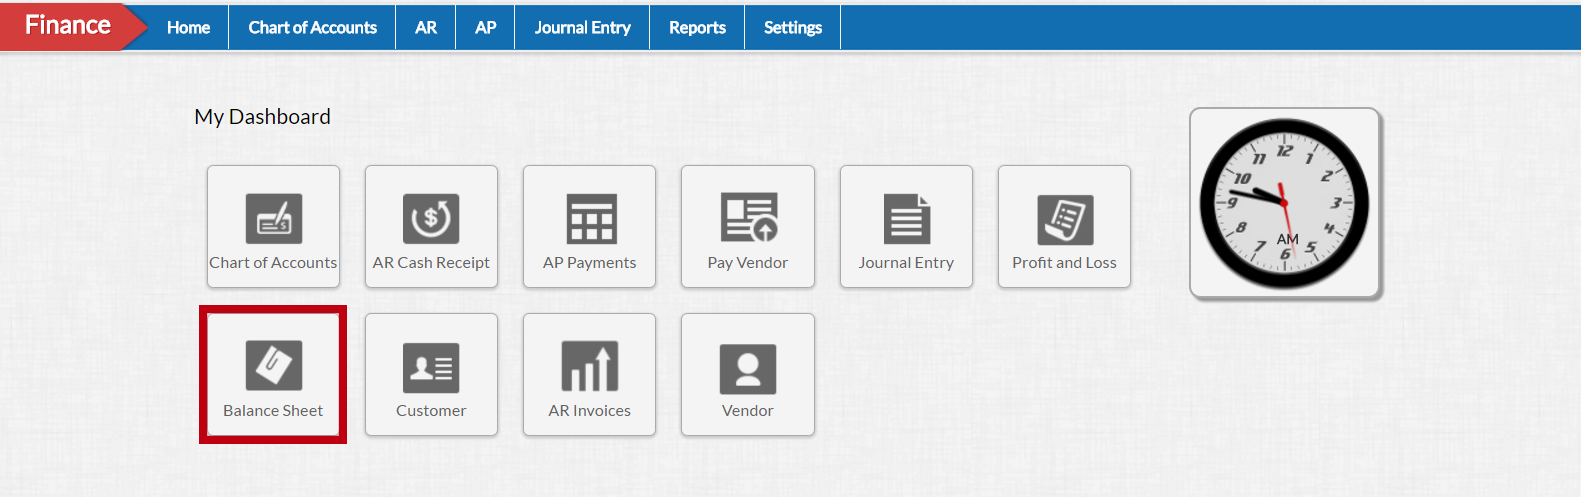 Finance Home Chart of Accounts AR AP Journal Entry Reports Settings
My Dashboard
Chart of Accounts AR Cash Receipt AP Payments Pay Vendor Journal Entry Profit and Loss
Balance Sheet Customer AR Invoices Vendor
12
1
2
3
4
5
6
7
8
9
10
11
AM